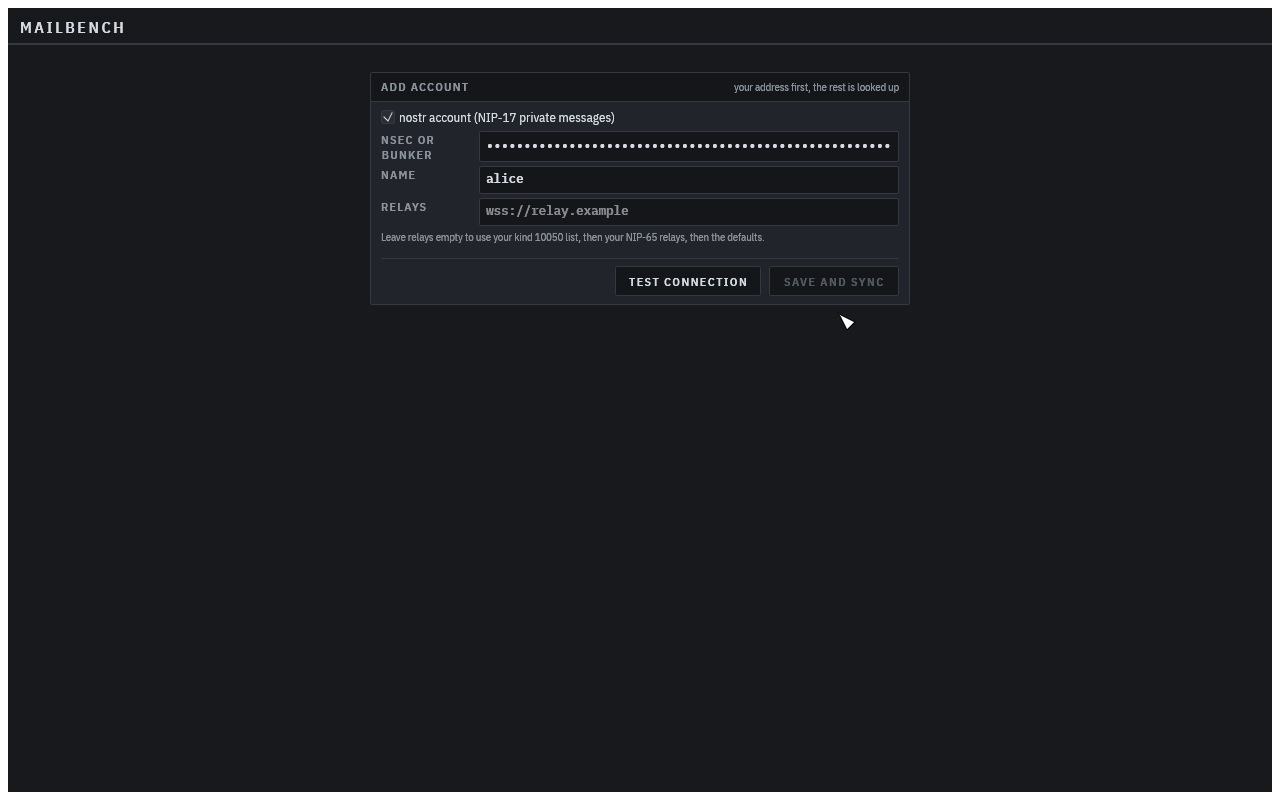 MAILBENCH
ADD ACCOUNT
your address first, the rest is looked up
nostr account (NIP-17 private messages)
NSEC OR
BUNKER
NAME
alice
RELAYS
wss://relay.example
Leave relays empty to use your kind 10050 list, then your NIP-65 relays, then the defaults.
TEST CONNECTION
SAVE AND SYNC